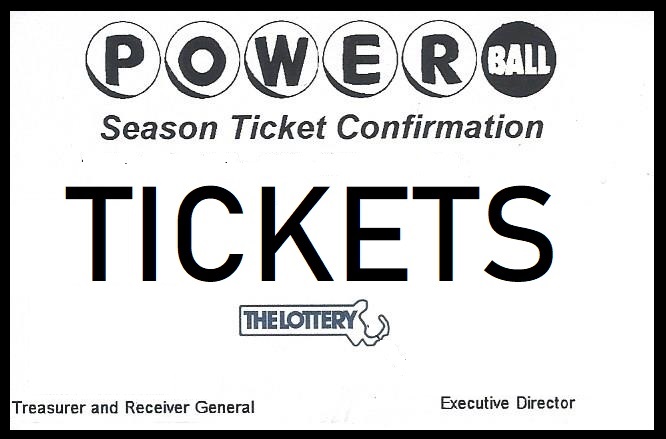 POWER BALL
Season Ticket Confirmation
TICKETS
THE LOTTERY
Treasurer and Receiver General
Executive Director